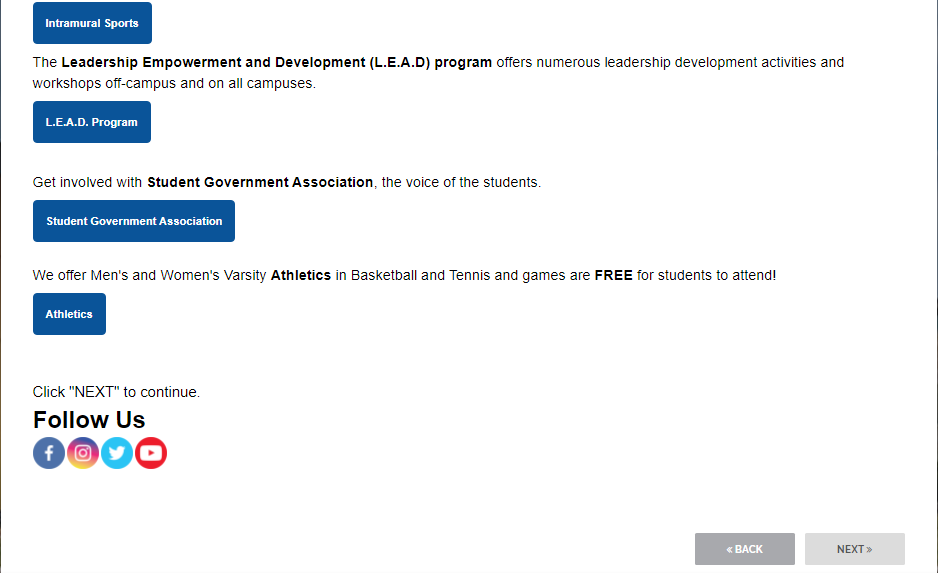 Intramural Sports
The Leadership Empowerment and Development (L.E.A.D) program offers numerous leadership development activities and
workshops off-campus and on all campuses.
L.E.A.D. Program
Get involved with Student Government Association, the voice of the students.
Student Government Association
We offer Men's and Women's Varsity Athletics in Basketball and Tennis and games are FREE for students to attend!
Athletics
Click "NEXT" to continue.
Follow Us
« BACK
NEXT »